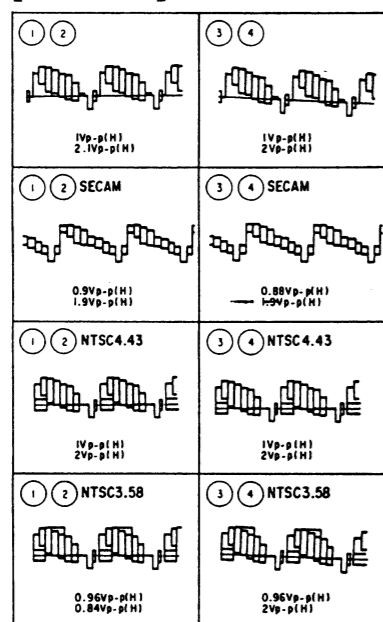 ① ②
1Vp-p(H)
2.1Vp-p(H)
③ ④
1Vp-p(H)
2Vp-p(H)
① ② SECAM
0.9Vp-p(H)
1.9Vp-p(H)
③ ④ SECAM
0.88Vp-p(H)
1.9Vp-p(H)
① ② NTSC4.43
1Vp-p(H)
2Vp-p(H)
③ ④ NTSC4.43
1Vp-p(H)
2Vp-p(H)
① ② NTSC3.58
0.96Vp-p(H)
0.84Vp-p(H)
③ ④ NTSC3.58
0.96Vp-p(H)
2Vp-p(H)